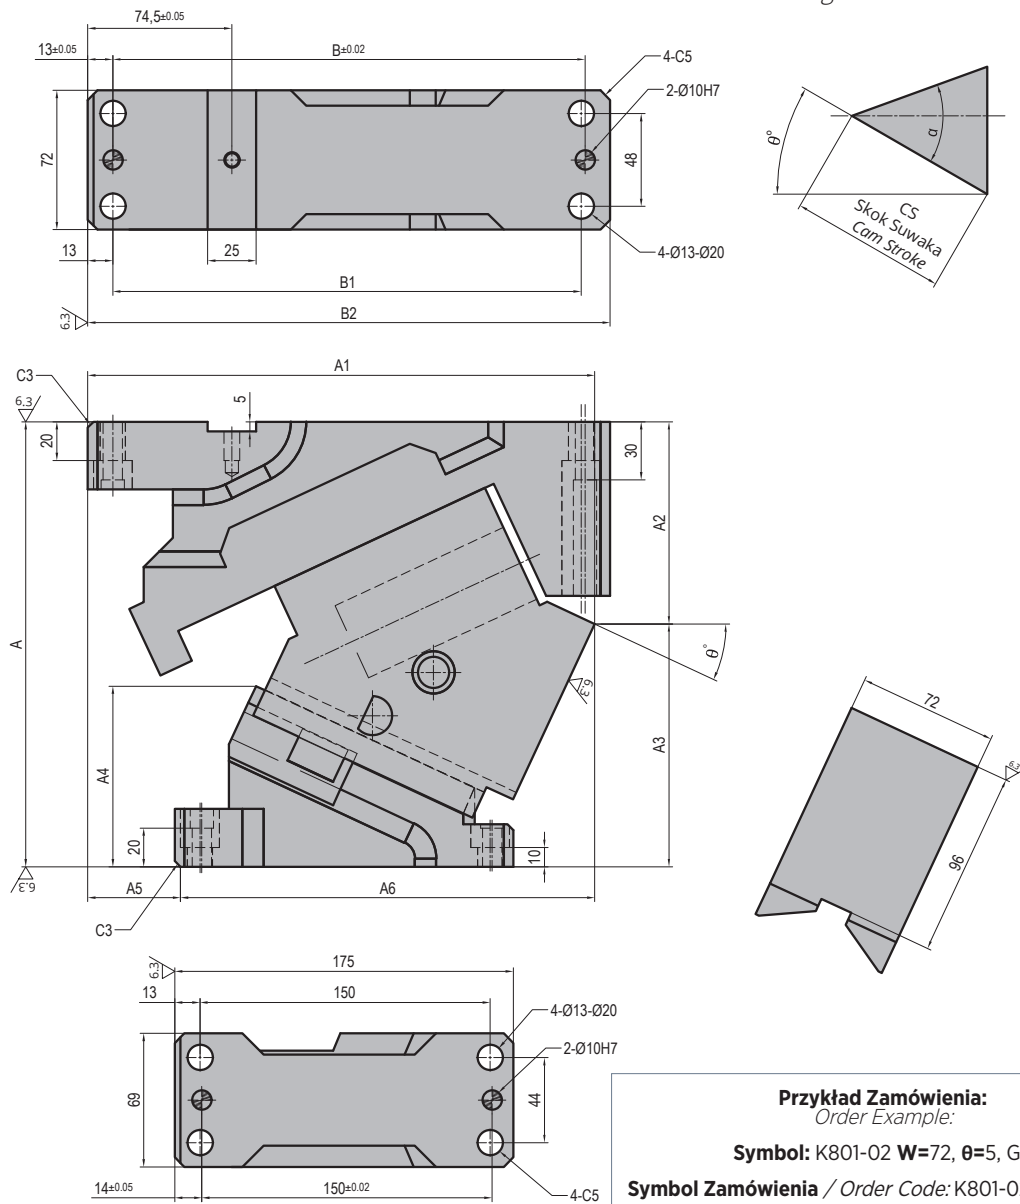 74,5±0.05
13±0.05
B±0.02
4-C5
2-Ø10H7
72
48
13
25
4-Ø13-Ø20
B1
B2
6.3
θ°
α
CS
Skok Suwaka
Cam Stroke
C3
A1
6.3
5
20
30
A2
A
θ°
6.3
A3
A4
20
10
6.3
A5
A6
C3
72
6.3
96
175
6.3
13
150
4-Ø13-Ø20
2-Ø10H7
69
44
14±0.05
150±0.02
4-C5
Przykład Zamówienia:
Order Example:
Symbol: K801-02 W=72, θ=5, G
Symbol Zamówienia / Order Code: K801-0